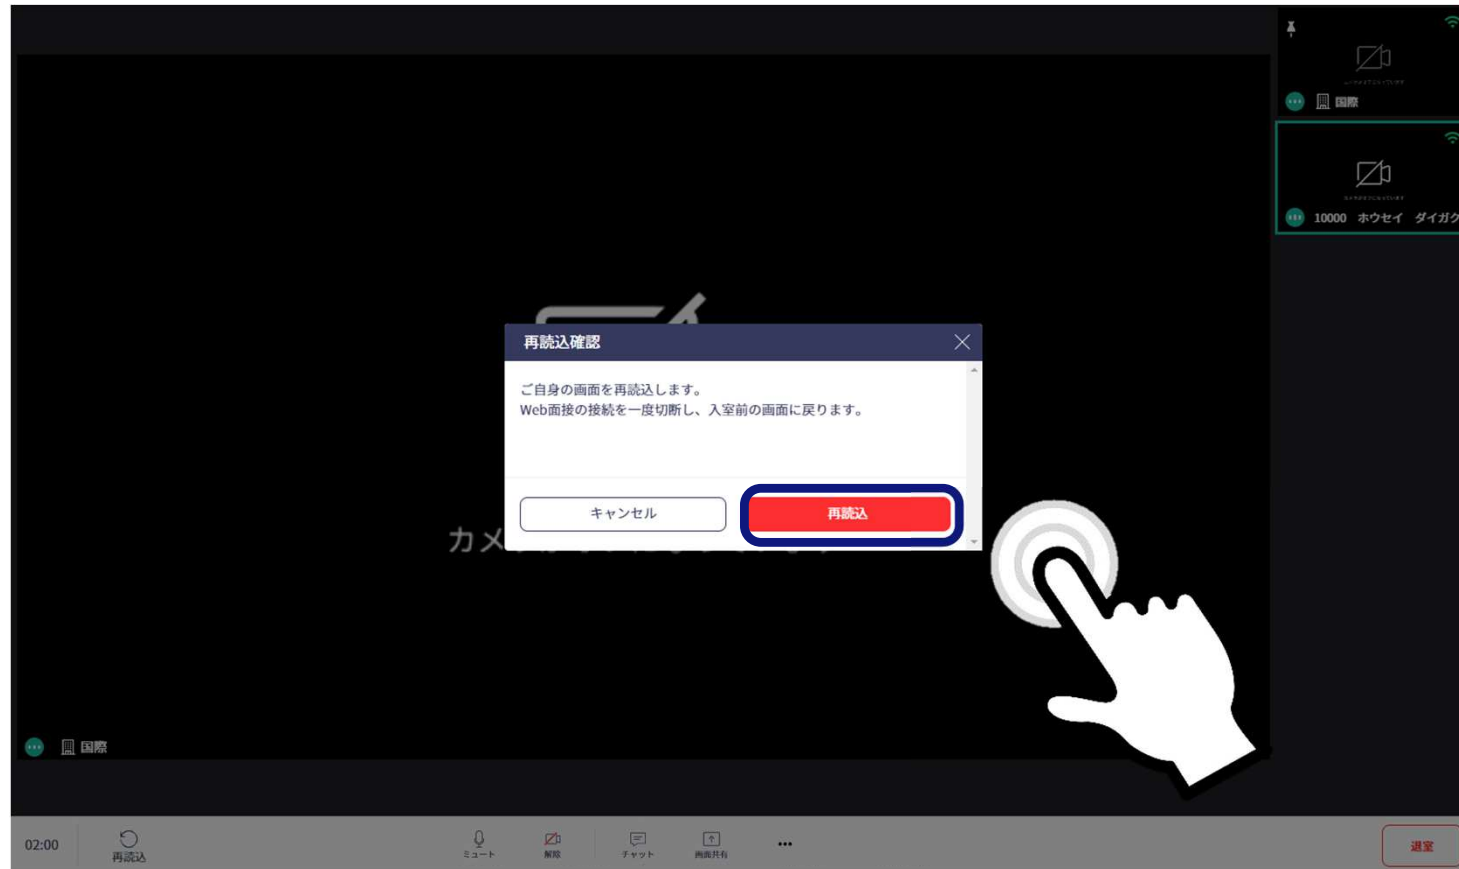 国際
10000 ホウセイ ダイガク
再読込確認
ご自身の画面を再読込します。
Web面接の接続を一度切断し、入室前の画面に戻ります。
キャンセル
再読込
カメ
国際
02:00
再読込
ミュート
解除
チャット
画面共有
退室